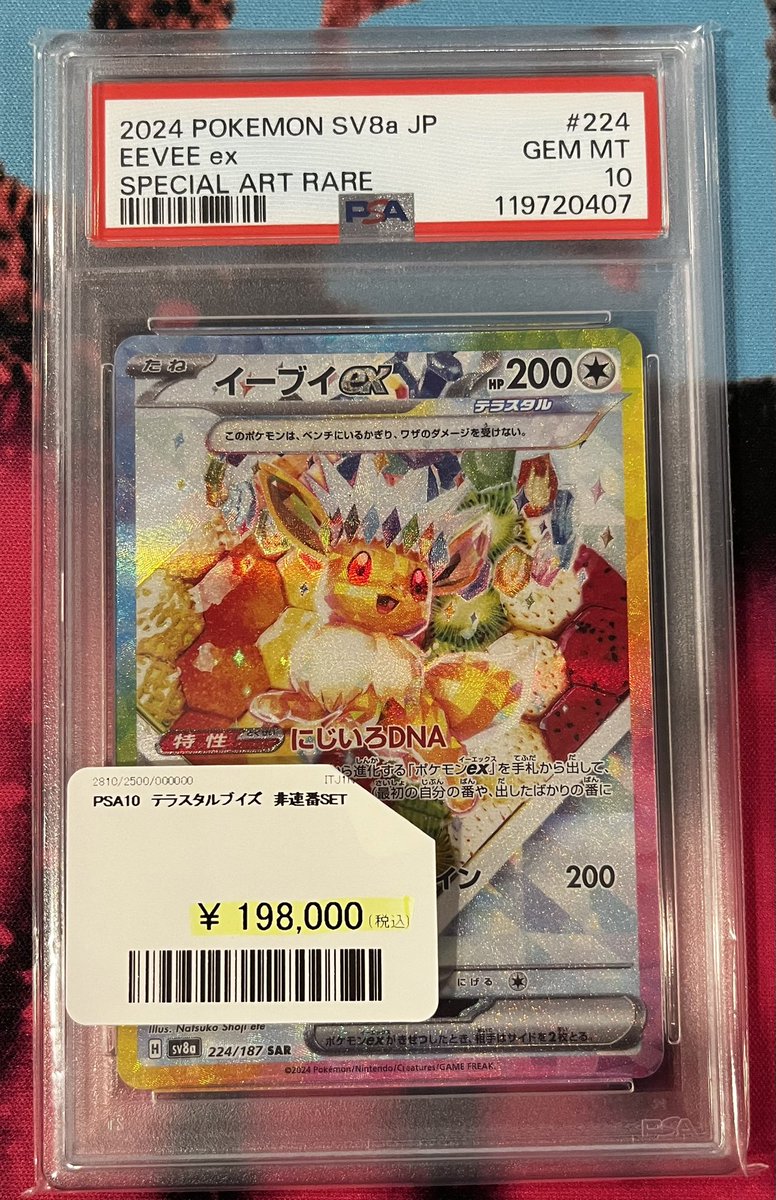 2024 POKEMON SV8a JP #224
EEVEE ex GEM MT
SPECIAL ART RARE 10
PSA 119720407
たね イーブイex HP200
テラスタル
このポケモンは、ベンチにいるかぎり、ワザのダメージを受けない。
特性 にじいろDNA
進化する「ポケモンex」を手札から出して、
最初の自分の番や、出したばかりの番に
イン 200
にげる
2810/2500/000000
PSA10 テラスタルブイズ 非連番SET
¥ 198,000(税込)
Illus. Natsuko Shoji ete
ポケモンexがきぜつしたとき、相手はサイドを2枚とる。
H sv8a 224/187 SAR
©2024 Pokémon/Nintendo/Creatures/GAME FREAK.
PSA